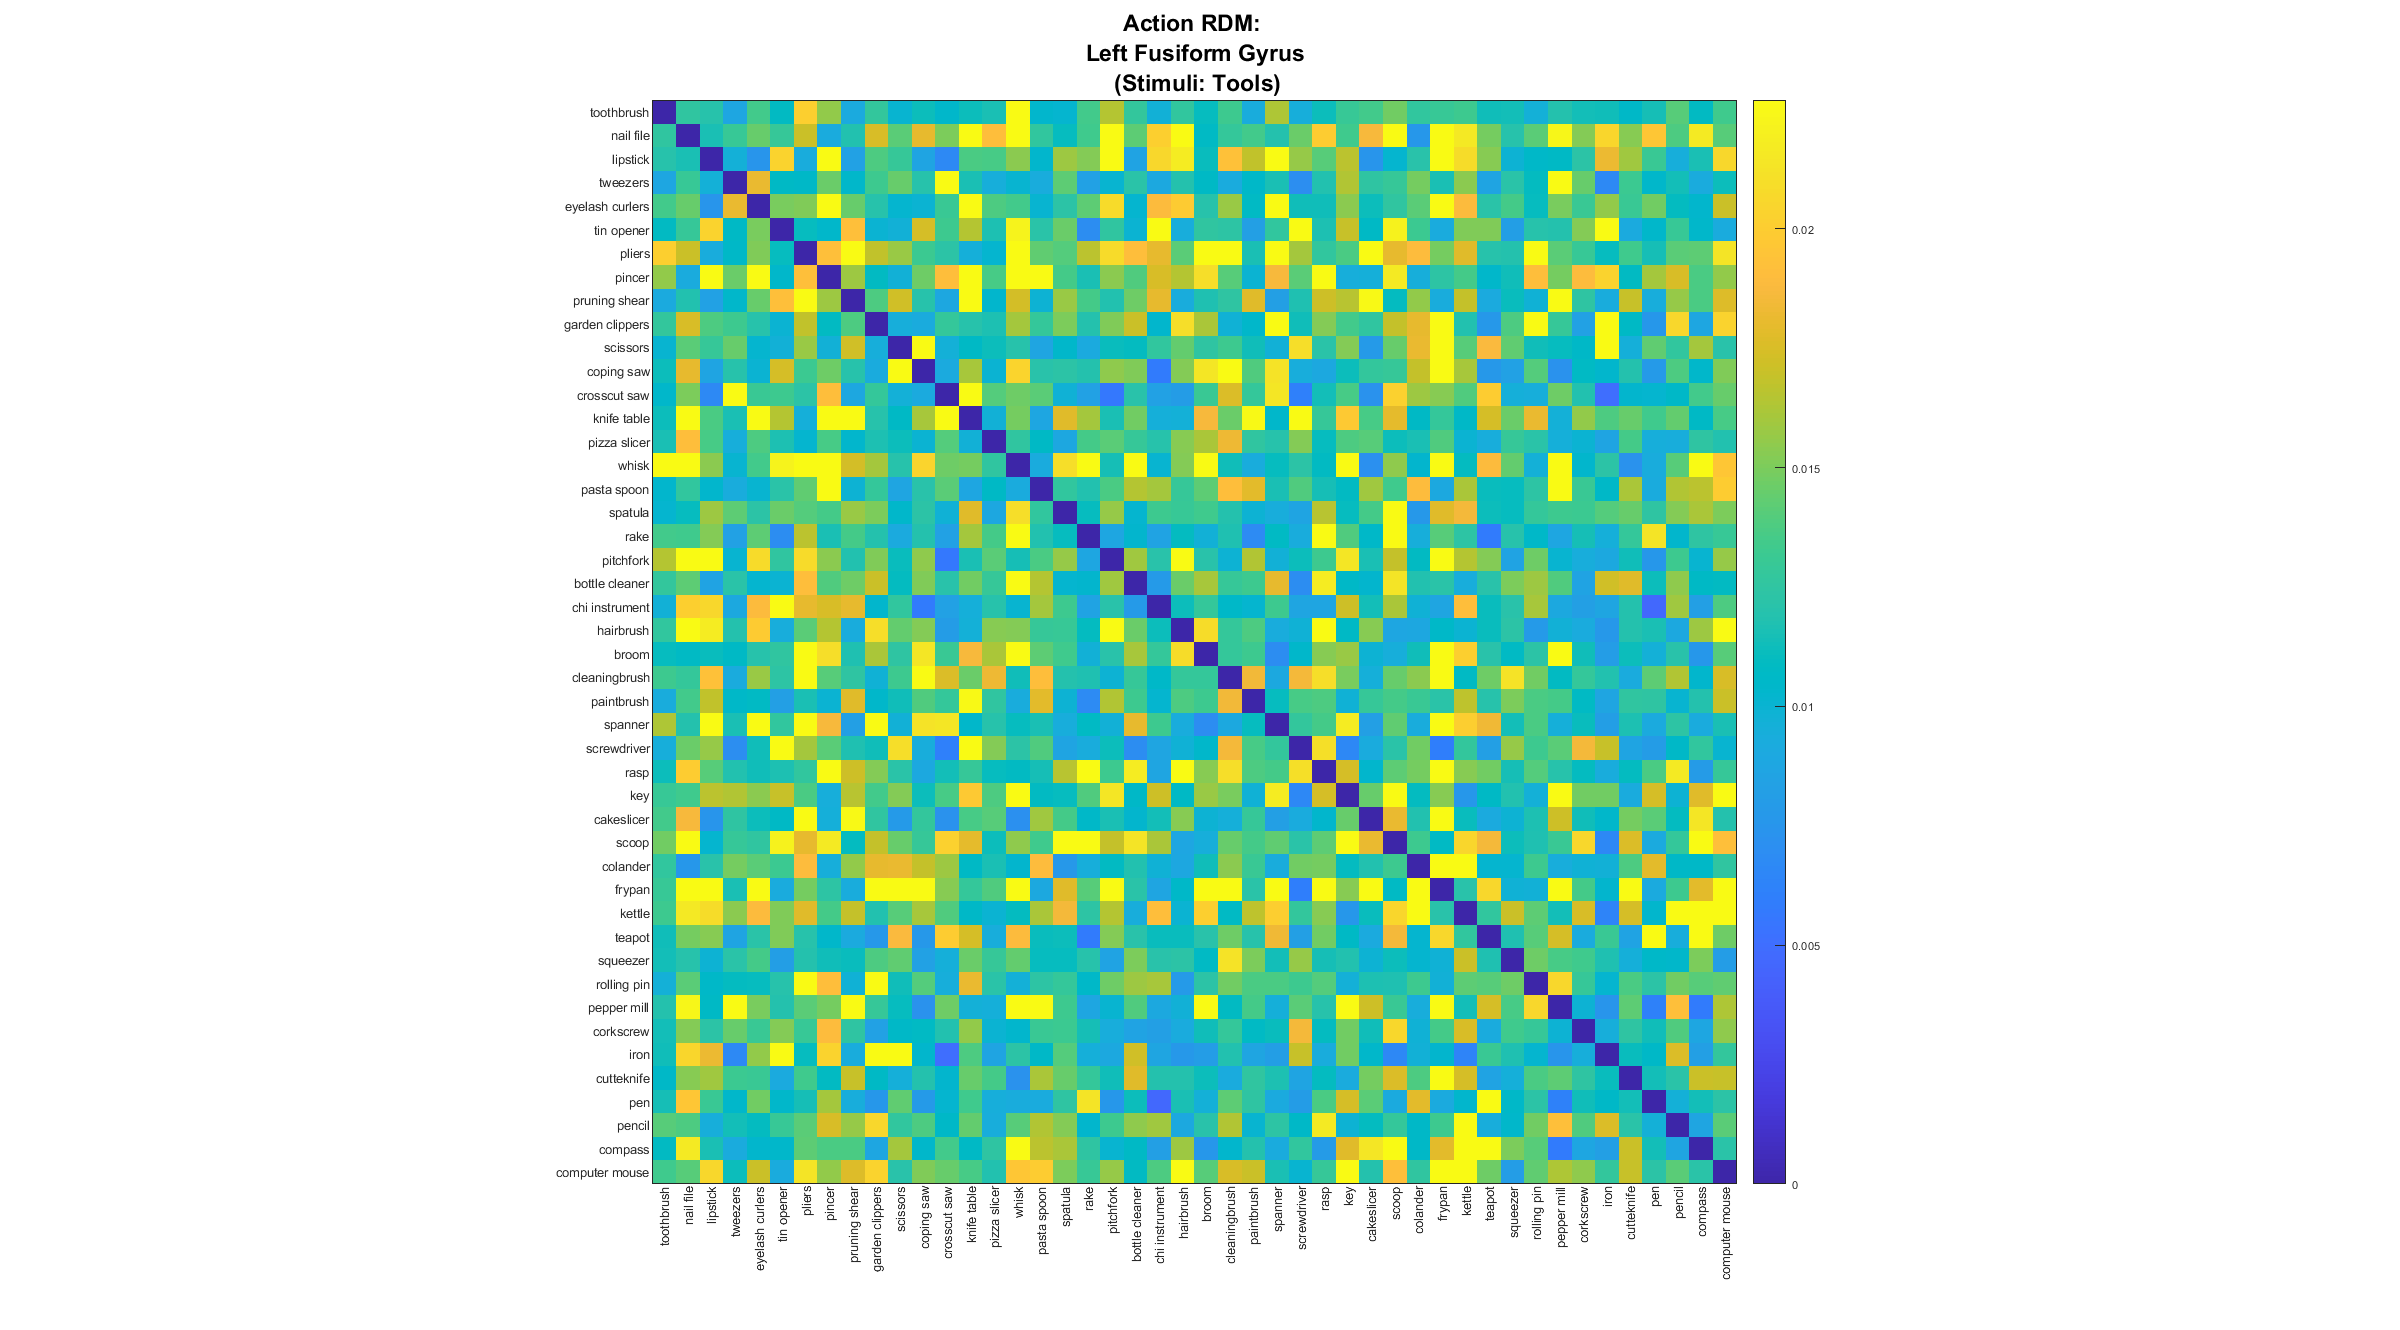 Action RDM:
Left Fusiform Gyrus
(Stimuli: Tools)
toothbrush
nail file
lipstick
tweezers
eyelash curlers
tin opener
pliers
pincer
pruning shear
garden clippers
scissors
coping saw
crosscut saw
knife table
pizza slicer
whisk
pasta spoon
spatula
rake
pitchfork
bottle cleaner
chi instrument
hairbrush
broom
cleaningbrush
paintbrush
spanner
screwdriver
rasp
key
cakeslicer
scoop
colander
frypan
kettle
teapot
squeezer
rolling pin
pepper mill
corkscrew
iron
cutteknife
pen
pencil
compass
computer mouse
toothbrush
nail file
lipstick
tweezers
eyelash curlers
tin opener
pliers
pincer
pruning shear
garden clippers
scissors
coping saw
crosscut saw
knife table
pizza slicer
whisk
pasta spoon
spatula
rake
pitchfork
bottle cleaner
chi instrument
hairbrush
broom
cleaningbrush
paintbrush
spanner
screwdriver
rasp
key
cakeslicer
scoop
colander
frypan
kettle
teapot
squeezer
rolling pin
pepper mill
corkscrew
iron
cutteknife
pen
pencil
compass
computer mouse
0.02
0.015
0.01
0.005
0